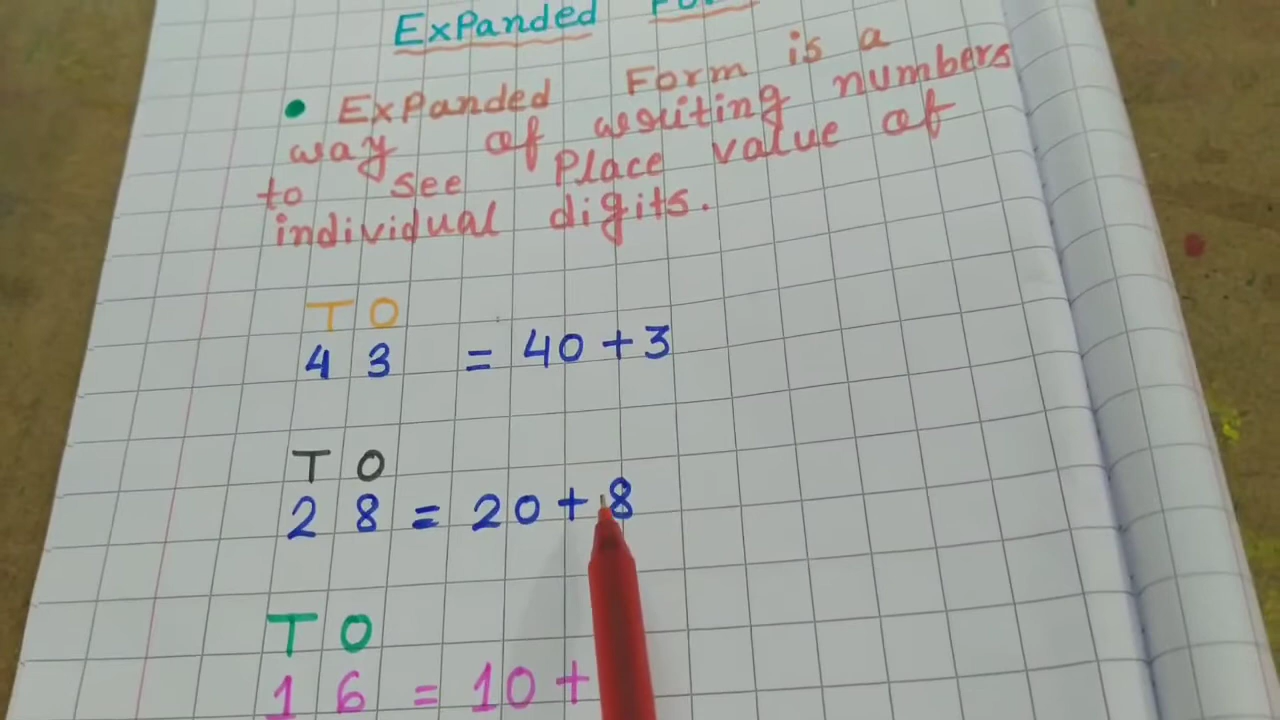 Expanded
• Expanded Form is a
way of writing numbers
to see Place value of
individual digits.
T O
4 3 = 40 + 3
T O
2 8 = 20 + 8
T O
1 6 = 10 +